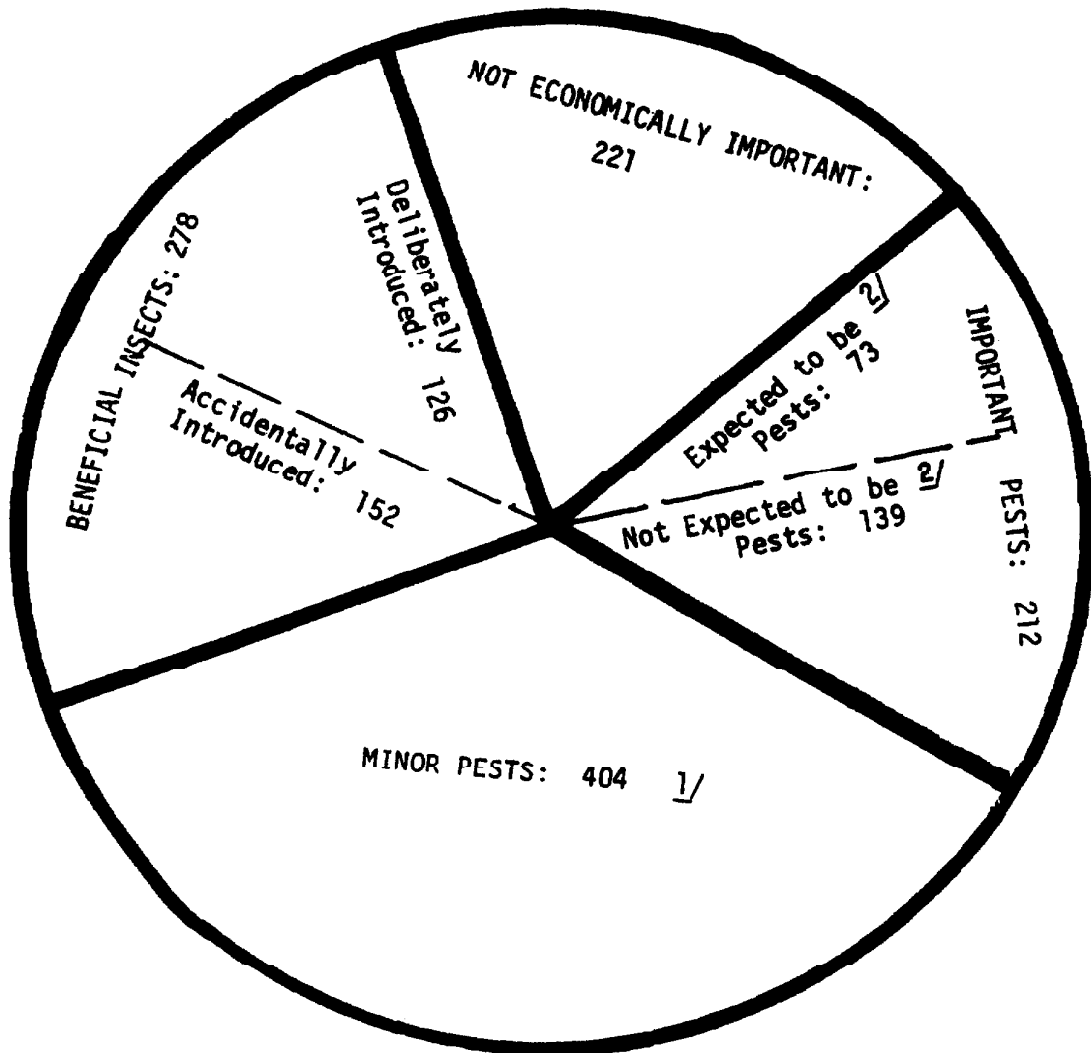 NOT ECONOMICALLY IMPORTANT:
221
BENEFICIAL INSECTS: 278
Deliberately
Introduced: 126
Accidentally
Introduced: 152
IMPORTANT PESTS: 212
Expected to be 2/
Pests: 73
Not Expected to be 2/
Pests: 139
MINOR PESTS: 404 1/